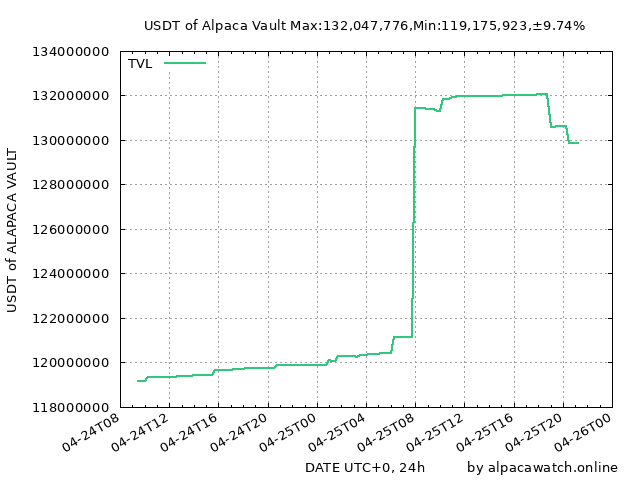 USDT of Alpaca Vault Max:132,047,776,Min:119,175,923,±9.74%
TVL
134000000
132000000
130000000
128000000
126000000
124000000
122000000
120000000
118000000
USDT of ALAPACA VAULT
04-24T08
04-24T12
04-24T16
04-24T20
04-25T00
04-25T04
04-25T08
04-25T12
04-25T16
04-25T20
04-26T00
DATE UTC+0, 24h
by alpacawatch.online